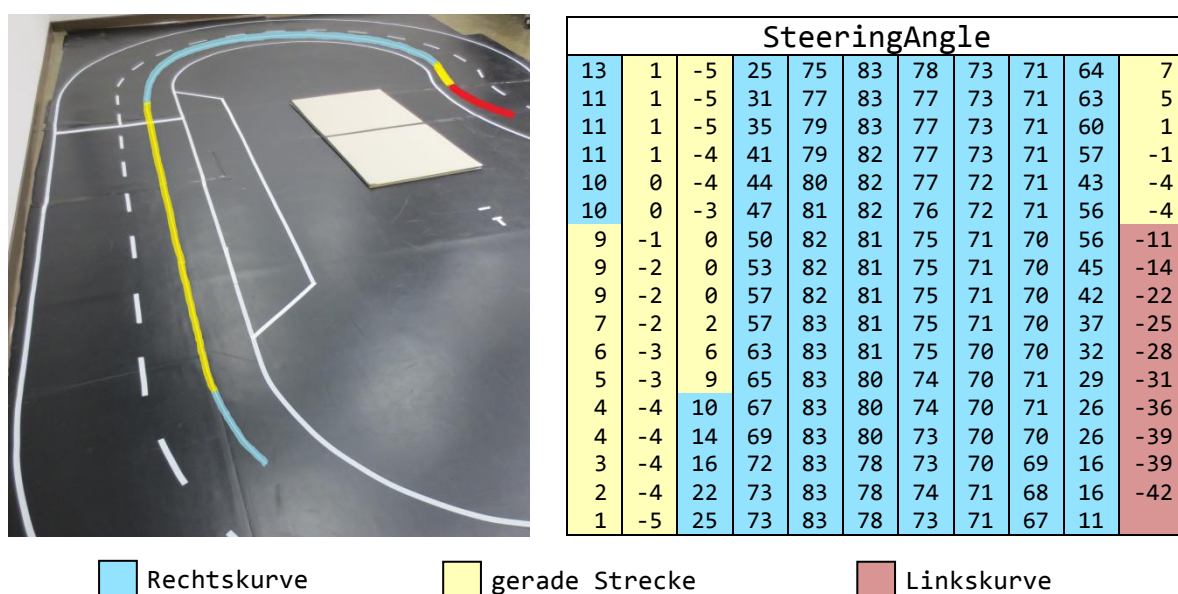 SteeringAngle
13 1 -5 25 75 83 78 73 71 64 7
11 1 -5 31 77 83 77 73 71 63 5
11 1 -5 35 79 83 77 73 71 60 1
11 1 -4 41 79 82 77 73 71 57 -1
10 0 -4 44 80 82 77 72 71 43 -4
10 0 -3 47 81 82 76 72 71 56 -4
9 -1 0 50 82 81 75 71 70 56 -11
9 -2 0 53 82 81 75 71 70 45 -14
9 -2 0 57 82 81 75 71 70 42 -22
7 -2 2 57 83 81 75 71 70 37 -25
6 -3 6 63 83 81 75 70 70 32 -28
5 -3 9 65 83 80 74 70 71 29 -31
4 -4 10 67 83 80 74 70 71 26 -36
4 -4 14 69 83 80 73 70 70 26 -39
3 -4 16 72 83 78 73 70 69 16 -39
2 -4 22 73 83 78 74 71 68 16 -42
1 -5 25 73 83 78 73 71 67 11
Rechtskurve
gerade Strecke
Linkskurve